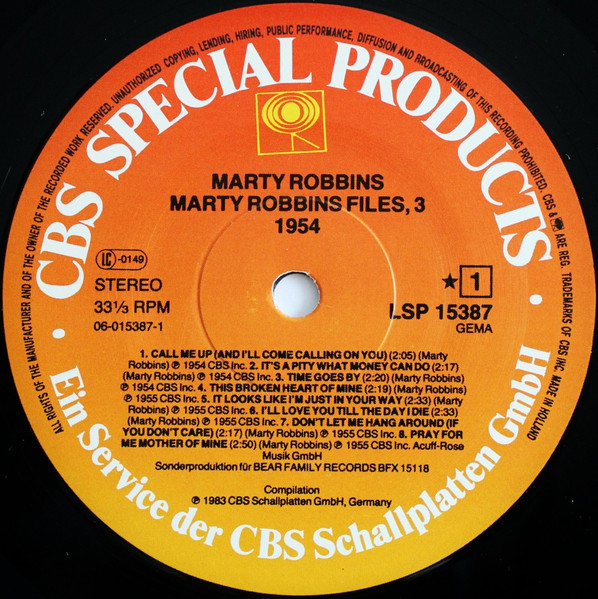 ALL RIGHTS OF THE MANUFACTURER AND OF THE OWNER OF THE RECORDED WORK RESERVED. UNAUTHORIZED COPYING, LENDING, HIRING, PUBLIC PERFORMANCE, DIFFUSION AND BROADCASTING OF THIS RECORDING PROHIBITED. CBS & ARE REG. TRADEMARKS OF CBS INC. MADE IN HOLLAND
· CBS SPECIAL PRODUCTS ·
MARTY ROBBINS
MARTY ROBBINS FILES, 3
1954
LC -0149
STEREO
33⅓ RPM
06-015387-1
★ 1
LSP 15387
GEMA
1. CALL ME UP (AND I'LL COME CALLING ON YOU) (2:05) (Marty
Robbins) ℗ 1954 CBS Inc. 2. IT'S A PITY WHAT MONEY CAN DO (2:17)
(Marty Robbins) ℗ 1954 CBS Inc. 3. TIME GOES BY (2:20) (Marty Robbins)
℗ 1954 CBS Inc. 4. THIS BROKEN HEART OF MINE (2:19) (Marty Robbins)
℗ 1955 CBS Inc. 5. IT LOOKS LIKE I'M JUST IN YOUR WAY (2:33) (Marty
Robbins) ℗ 1955 CBS Inc. 6. I'LL LOVE YOU TILL THE DAY I DIE (2:33)
(Marty Robbins) ℗ 1955 CBS Inc. 7. DON'T LET ME HANG AROUND (IF
YOU DON'T CARE) (2:17) (Marty Robbins) ℗ 1955 CBS Inc. 8. PRAY FOR
ME MOTHER OF MINE (2:50) (Marty Robbins) ℗ 1955 CBS Inc. Acuff-Rose
Musik GmbH
Sonderproduktion für BEAR FAMILY RECORDS BFX 15118
Compilation
℗ 1983 CBS Schallplatten GmbH, Germany
Ein Service der CBS Schallplatten GmbH